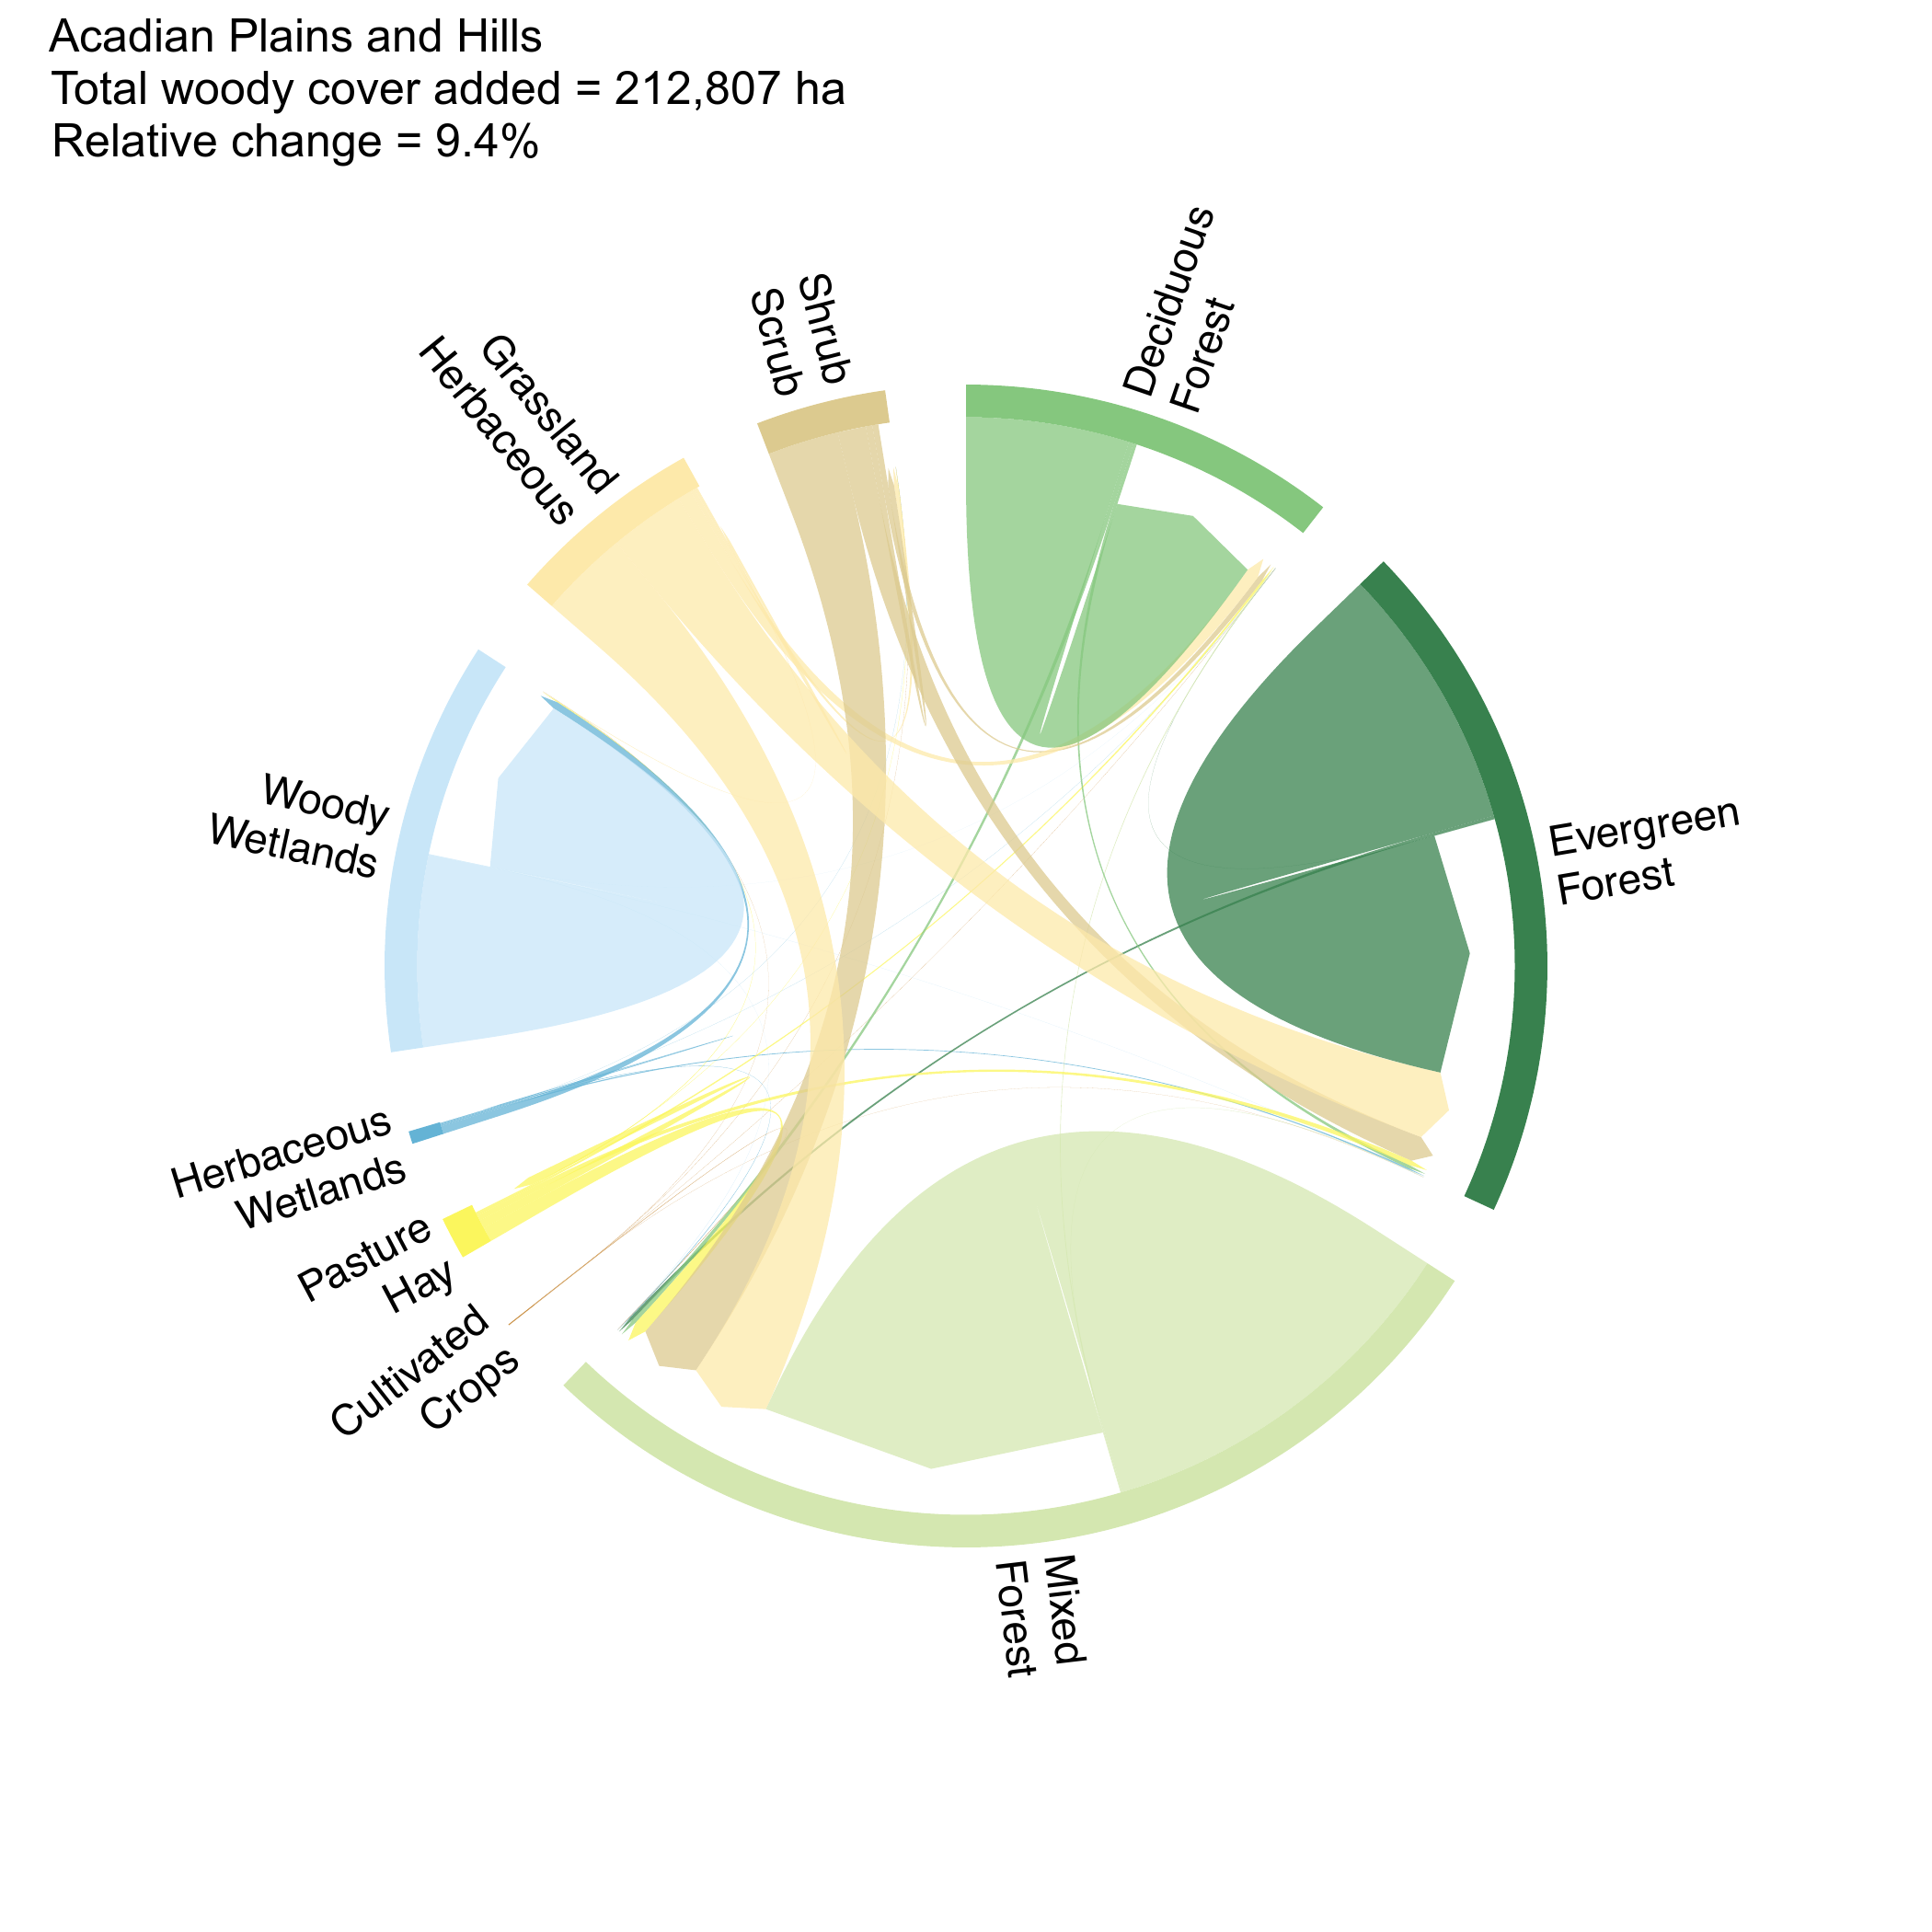 Acadian Plains and Hills
Total woody cover added = 212,807 ha
Relative change = 9.4%
Deciduous
Forest
Shrub
Scrub
Grassland
Herbaceous
Woody
Wetlands
Evergreen
Forest
Herbaceous
Wetlands
Pasture
Hay
Cultivated
Crops
Mixed
Forest